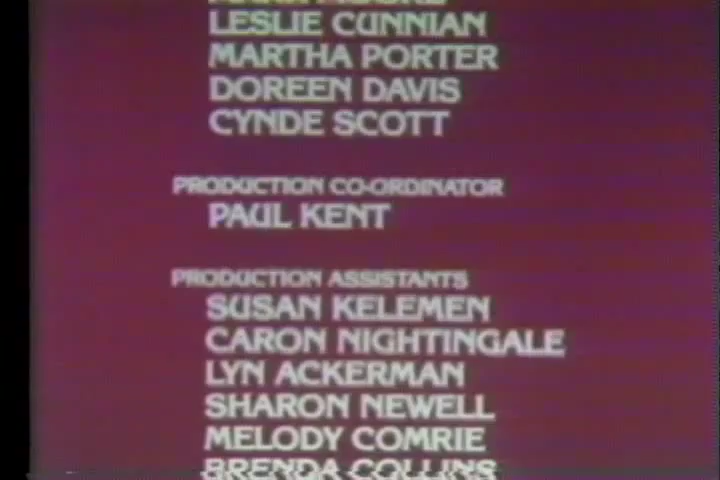 LESLIE CUNNIAN
MARTHA PORTER
DOREEN DAVIS
CYNDE SCOTT
PRODUCTION CO-ORDINATOR
PAUL KENT
PRODUCTION ASSISTANTS
SUSAN KELEMEN
CARON NIGHTINGALE
LYN ACKERMAN
SHARON NEWELL
MELODY COMRIE
BRENDA COLLINS